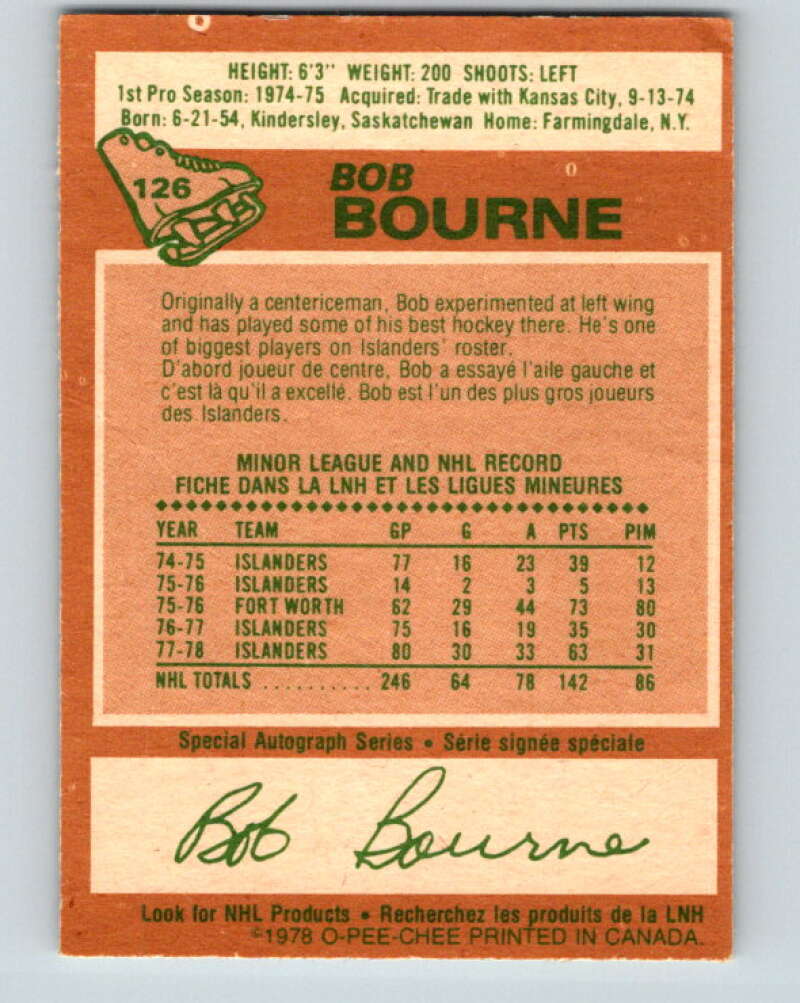 HEIGHT: 6'3" WEIGHT: 200 SHOOTS: LEFT
1st Pro Season: 1974-75 Acquired: Trade with Kansas City, 9-13-74
Born: 6-21-54, Kindersley, Saskatchewan Home: Farmingdale, N.Y.
126
BOB
BOURNE
Originally a centericeman, Bob experimented at left wing
and has played some of his best hockey there. He's one
of biggest players on Islanders' roster.
D'abord joueur de centre, Bob a essayé l'aile gauche et
c'est là qu'il a excellé. Bob est l'un des plus gros joueurs
des Islanders.
MINOR LEAGUE AND NHL RECORD
FICHE DANS LA LNH ET LES LIGUES MINEURES
YEAR TEAM GP G A PTS PIM
74-75 ISLANDERS 77 16 23 39 12
75-76 ISLANDERS 14 2 3 5 13
75-76 FORT WORTH 62 29 44 73 80
76-77 ISLANDERS 75 16 19 35 30
77-78 ISLANDERS 80 30 33 63 31
NHL TOTALS .......... 246 64 78 142 86
Special Autograph Series • Série signée spéciale
Bob Bourne
Look for NHL Products • Recherchez les produits de la LNH
©1978 O-PEE-CHEE PRINTED IN CANADA.